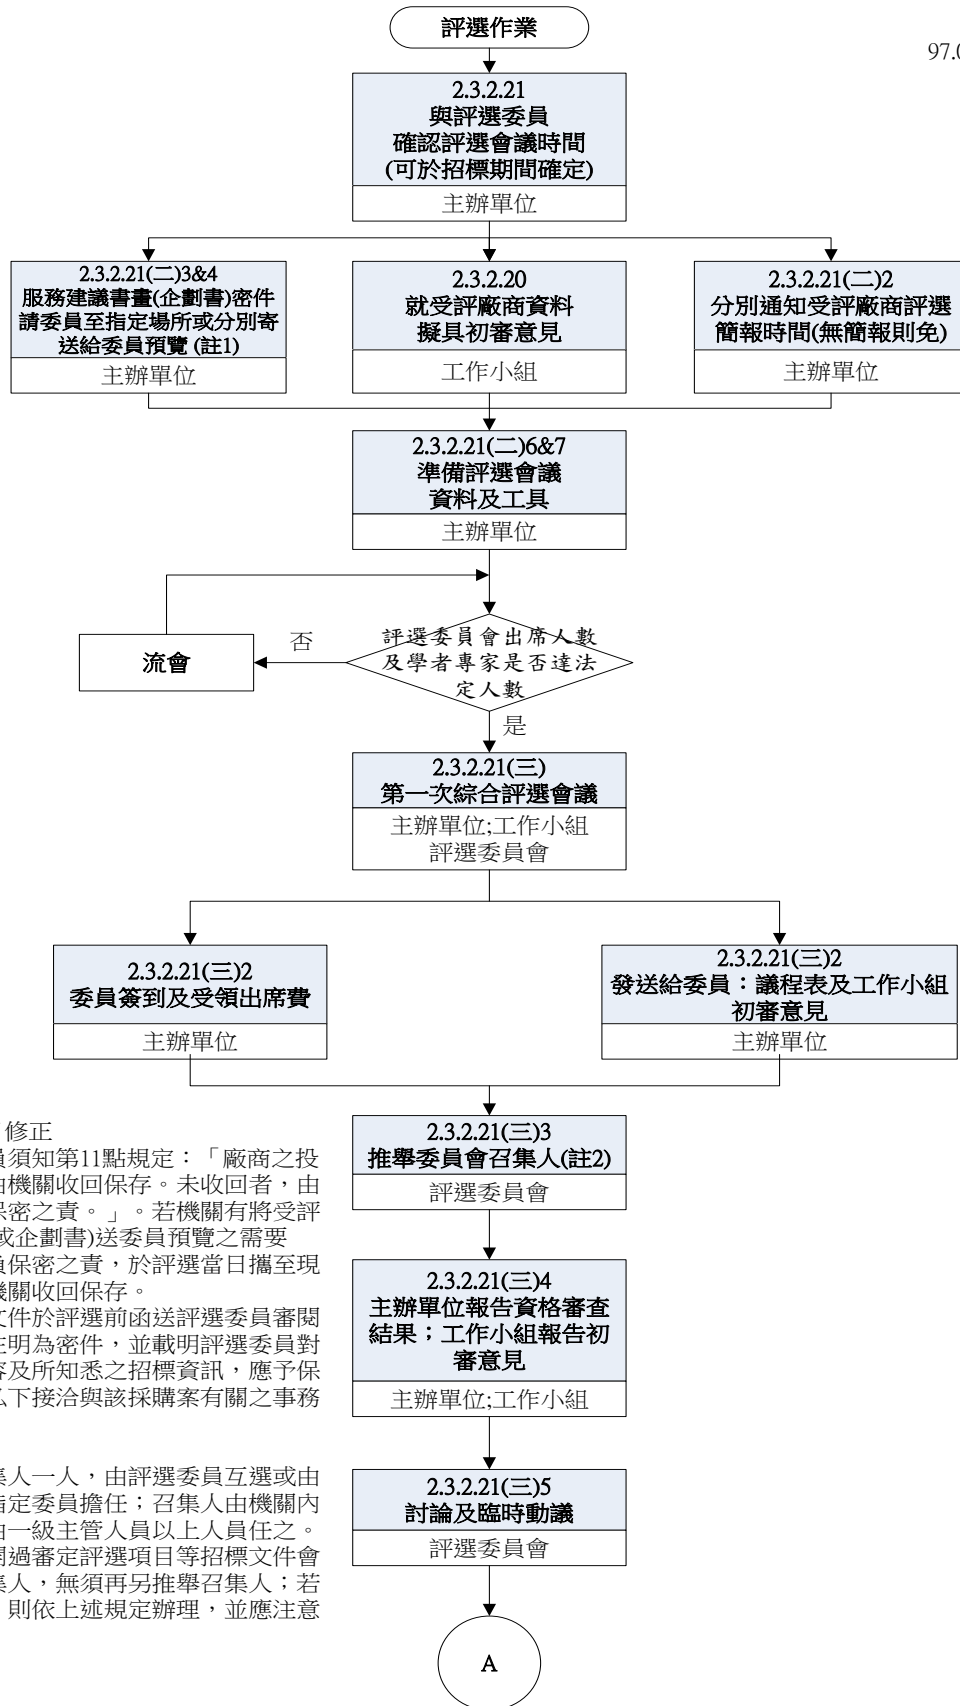 評選作業
97.0
2.3.2.21
與評選委員
確認評選會議時間
(可於招標期間確定)
主辦單位
2.3.2.21(二)3&4
服務建議書畫(企劃書)密件
請委員至指定場所或分別寄
送給委員預覽 (註1)
主辦單位
2.3.2.20
就受評廠商資料
擬具初審意見
工作小組
2.3.2.21(二)2
分別通知受評廠商評選
簡報時間(無簡報則免)
主辦單位
2.3.2.21(二)6&7
準備評選會議
資料及工具
主辦單位
評選委員會出席人數
及學者專家是否達法
定人數
否
流會
是
2.3.2.21(三)
第一次綜合評選會議
主辦單位;工作小組
評選委員會
2.3.2.21(三)2
委員簽到及受領出席費
主辦單位
2.3.2.21(三)2
發送給委員：議程表及工作小組
初審意見
主辦單位
2.3.2.21(三)3
推舉委員會召集人(註2)
評選委員會
2.3.2.21(三)4
主辦單位報告資格審查
結果；工作小組報告初
審意見
主辦單位;工作小組
2.3.2.21(三)5
討論及臨時動議
評選委員會
A
修正
員須知第11點規定：「廠商之投
由機關收回保存。未收回者，由
保密之責。」。若機關有將受評
或企劃書)送委員預覽之需要
負保密之責，於評選當日攜至現
機關收回保存。
文件於評選前函送評選委員審閱
註明為密件，並載明評選委員對
容及所知悉之招標資訊，應予保
私下接洽與該採購案有關之事務
集人一人，由評選委員互選或由
指定委員擔任；召集人由機關內
由一級主管人員以上人員任之。
開過審定評選項目等招標文件會
集人，無須再另推舉召集人；若
則依上述規定辦理，並應注意